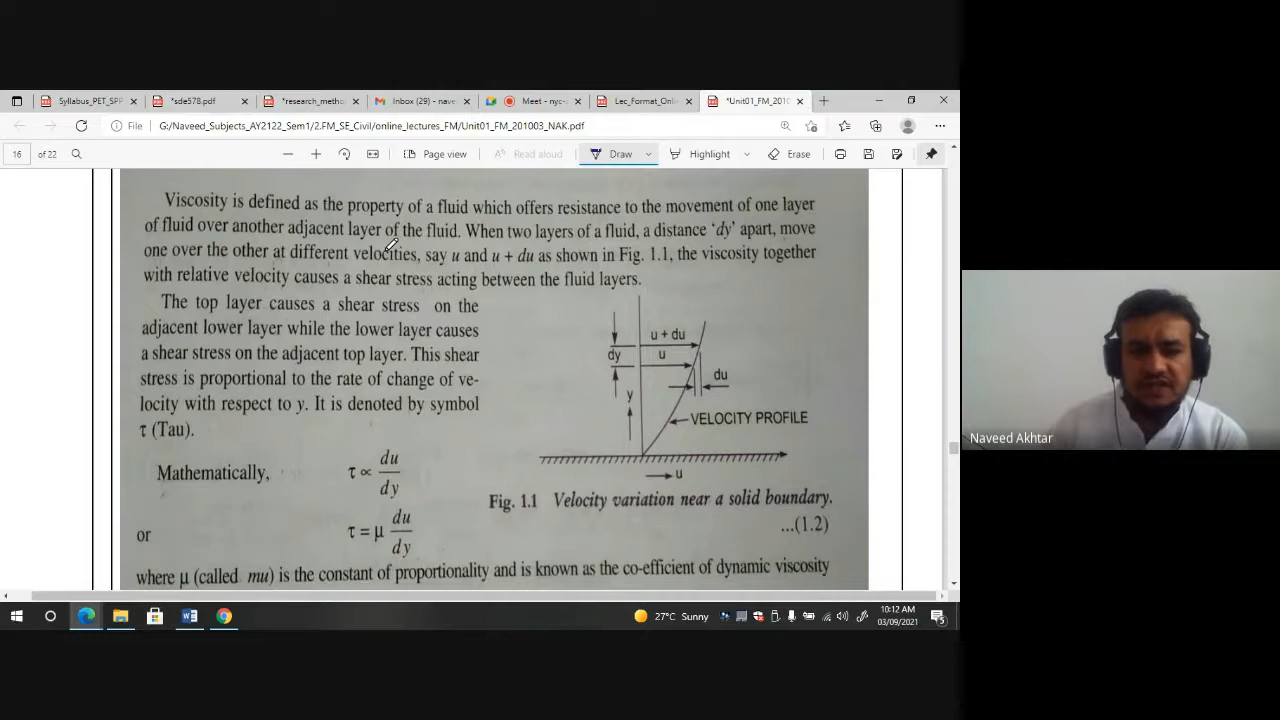 Syllabus_PET_SPP
*sde578.pdf
*research_metho
Inbox (29) - navee
Meet - nyc-
Lec_Format_Onli
*Unit01_FM_2010
File
G:/Naveed_Subjects_AY2122_Sem1/2.FM_SE_Civil/online_lectures_FM/Unit01_FM_201003_NAK.pdf
16 of 22
Page view
Read aloud
Draw
Highlight
Erase
Viscosity is defined as the property of a fluid which offers resistance to the movement of one layer
of fluid over another adjacent layer of the fluid. When two layers of a fluid, a distance ‘dy’ apart, move
one over the other at different velocities, say u and u + du as shown in Fig. 1.1, the viscosity together
with relative velocity causes a shear stress acting between the fluid layers.
The top layer causes a shear stress on the
adjacent lower layer while the lower layer causes
a shear stress on the adjacent top layer. This shear
stress is proportional to the rate of change of ve-
locity with respect to y. It is denoted by symbol
τ (Tau).
Mathematically, τ ∝ du/dy
or τ = μ du/dy
u + du
dy
u
du
y
VELOCITY PROFILE
u
Fig. 1.1 Velocity variation near a solid boundary.
...(1.2)
where μ (called mu) is the constant of proportionality and is known as the co-efficient of dynamic viscosity
Naveed Akhtar
27°C Sunny
10:12 AM
03/09/2021
5